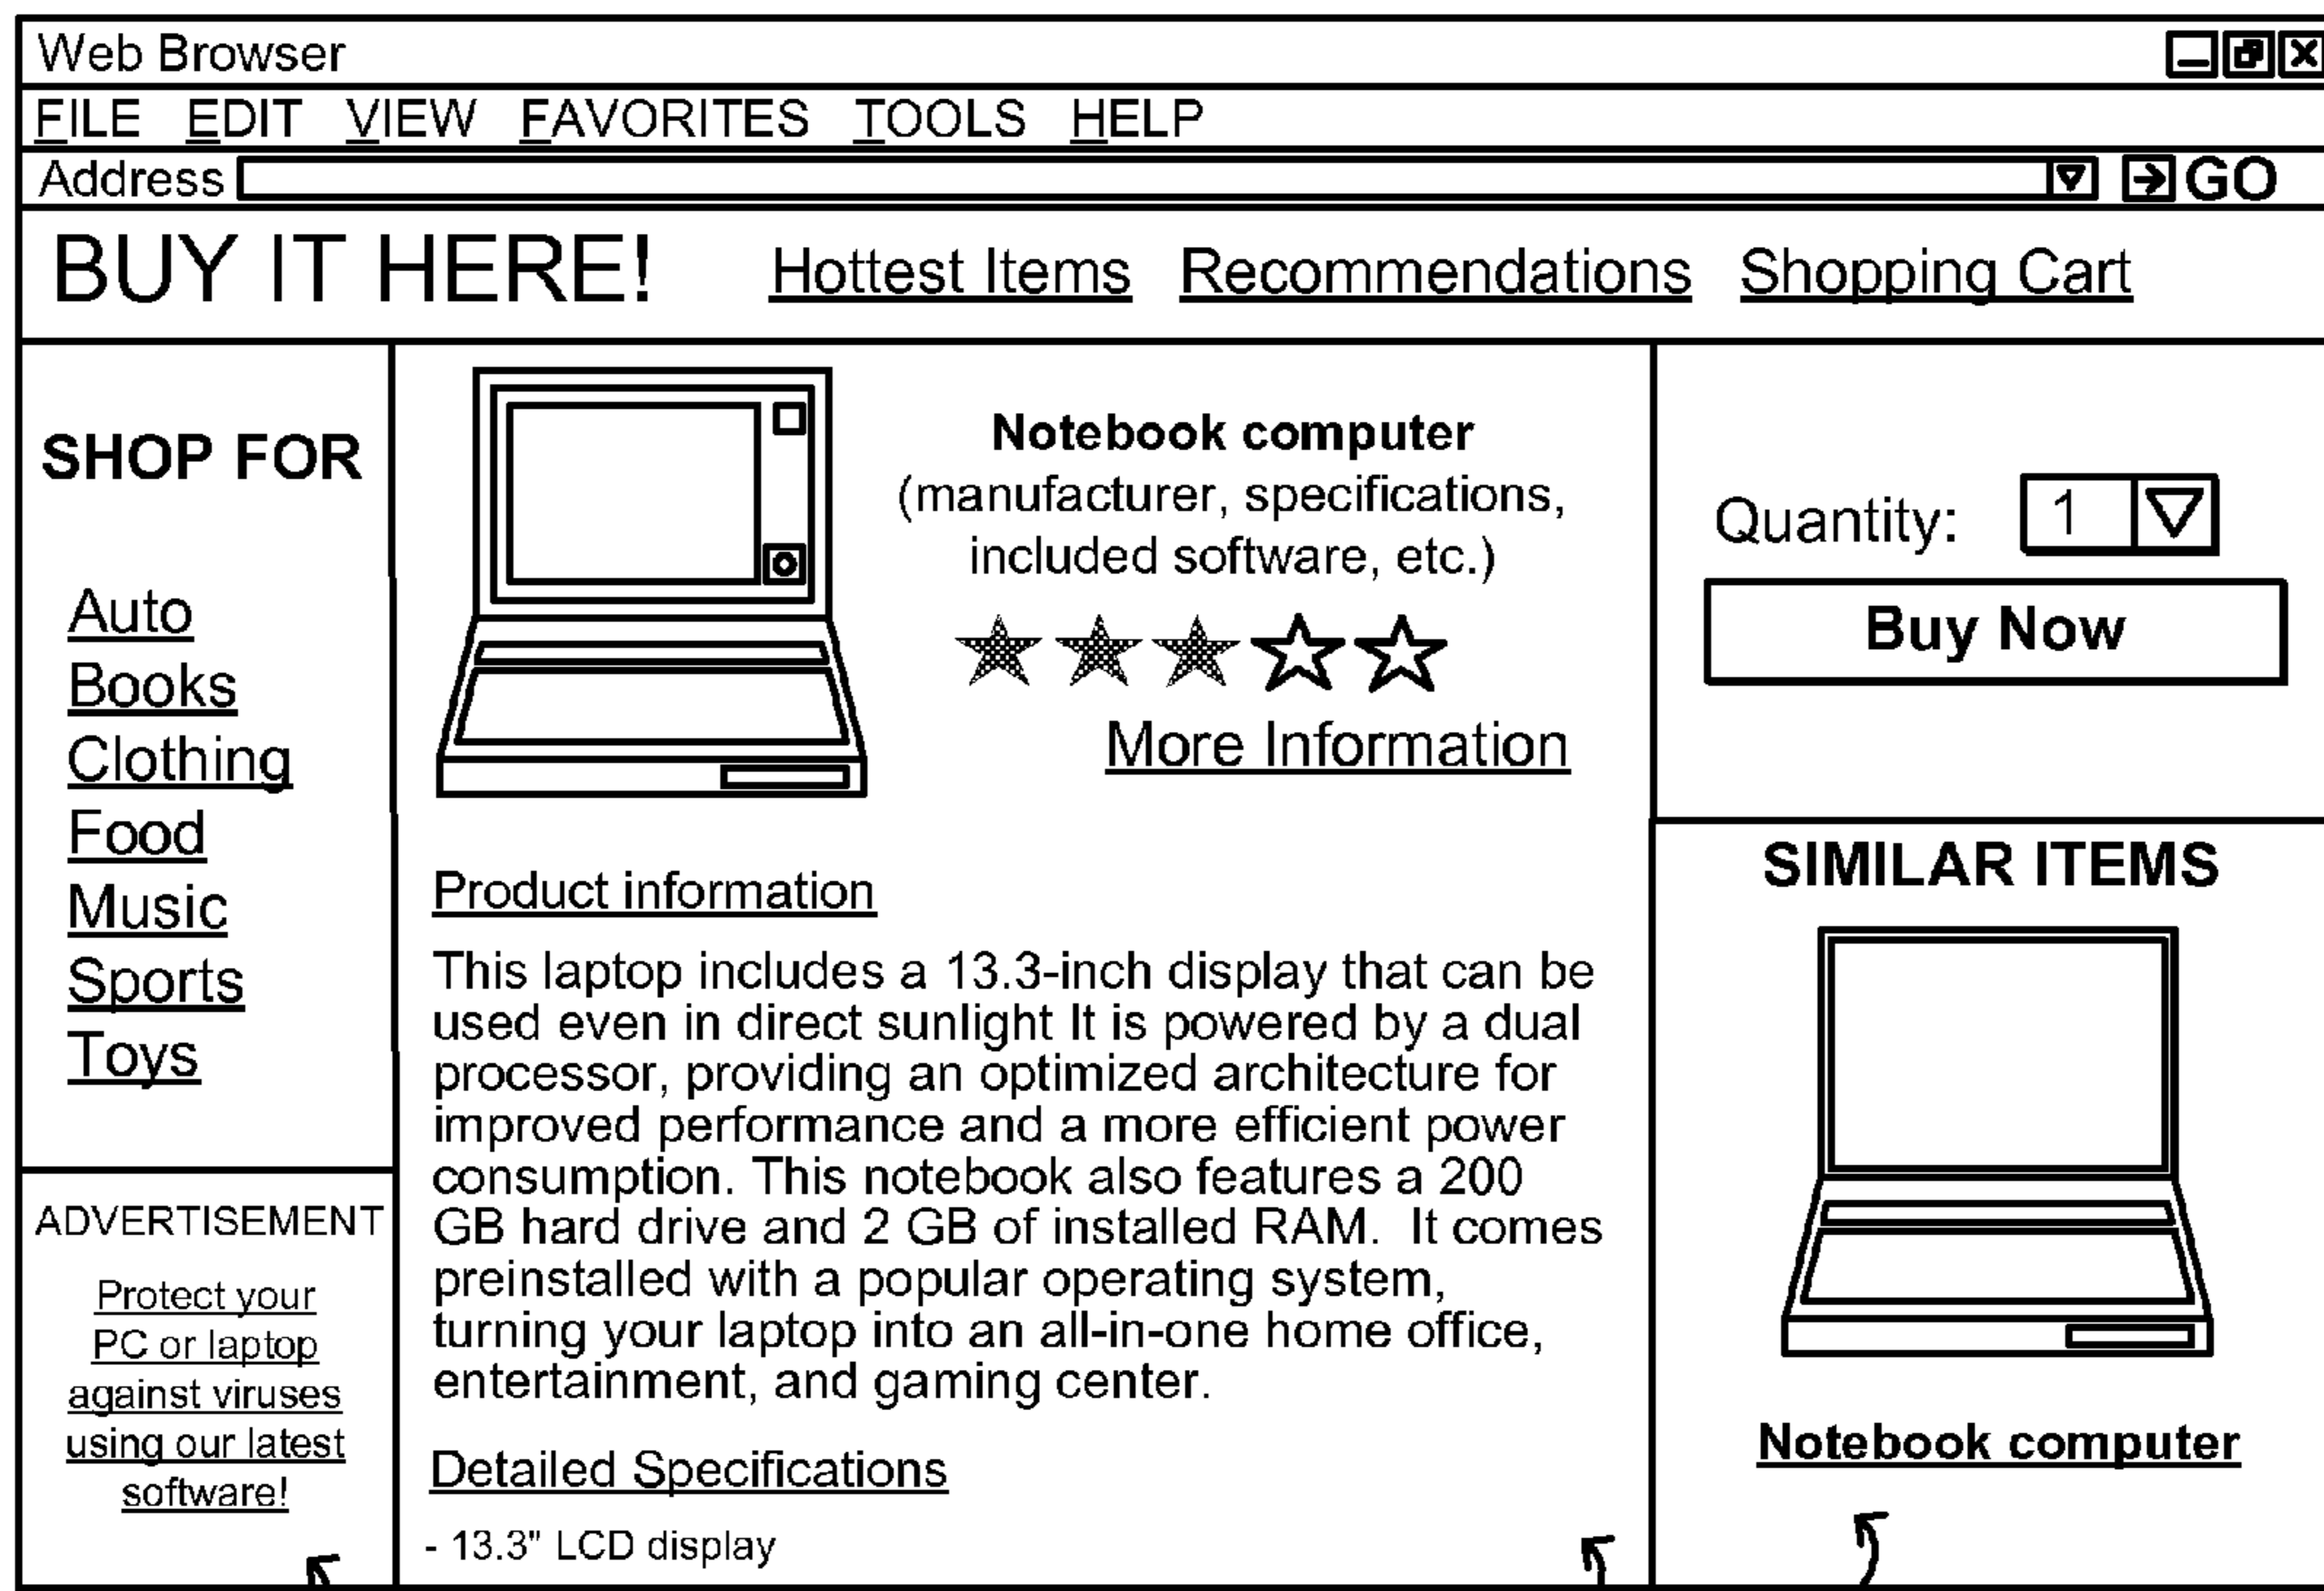 Web Browser
FILE EDIT VIEW FAVORITES TOOLS HELP
Address GO
BUY IT HERE! Hottest Items Recommendations Shopping Cart
SHOP FOR
Auto
Books
Clothing
Food
Music
Sports
Toys
ADVERTISEMENT
Protect your
PC or laptop
against viruses
using our latest
software!
Notebook computer
(manufacturer, specifications,
included software, etc.)
More Information
Product information
This laptop includes a 13.3-inch display that can be
used even in direct sunlight It is powered by a dual
processor, providing an optimized architecture for
improved performance and a more efficient power
consumption. This notebook also features a 200
GB hard drive and 2 GB of installed RAM.  It comes
preinstalled with a popular operating system,
turning your laptop into an all-in-one home office,
entertainment, and gaming center.
Detailed Specifications
- 13.3" LCD display
Quantity: 1
Buy Now
SIMILAR ITEMS
Notebook computer